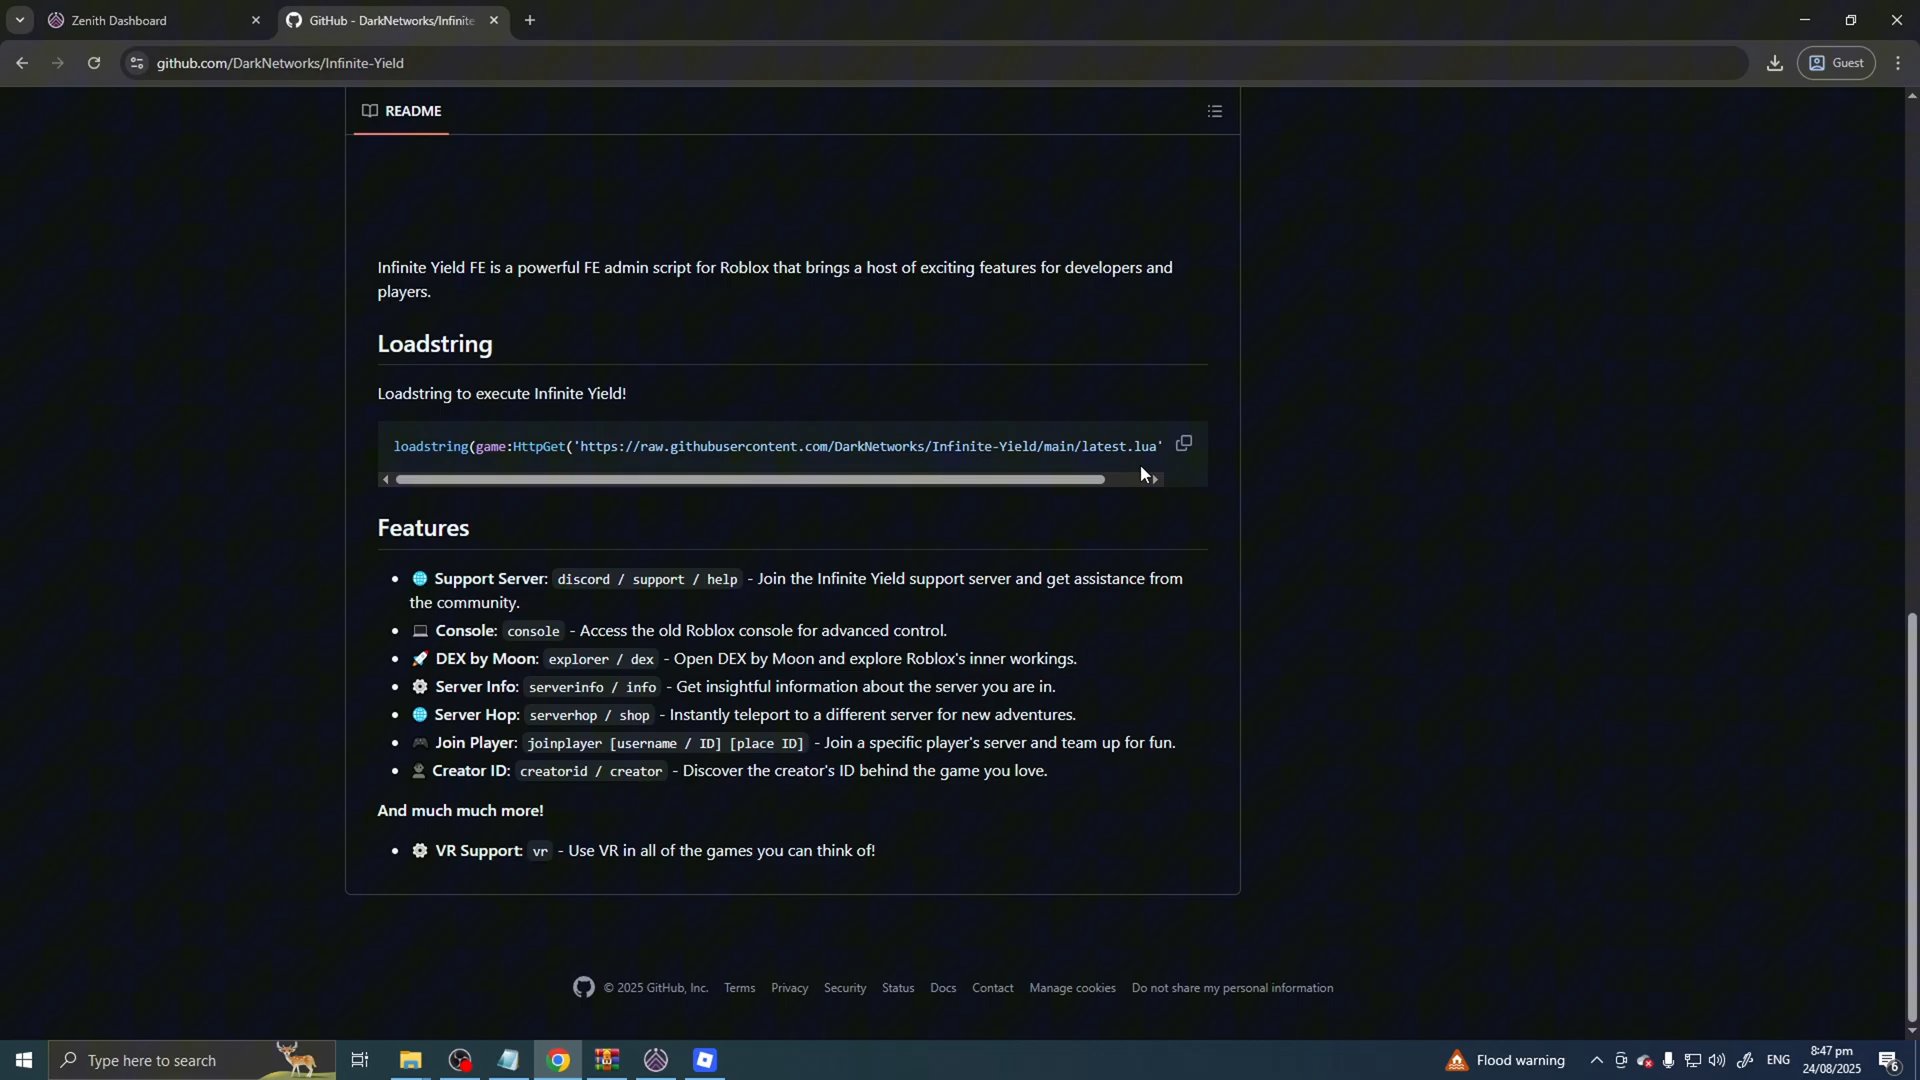 Zenith Dashboard
GitHub - DarkNetworks/Infinite
github.com/DarkNetworks/Infinite-Yield
Guest
README
Infinite Yield FE is a powerful FE admin script for Roblox that brings a host of exciting features for developers and
players.
Loadstring
Loadstring to execute Infinite Yield!
loadstring(game:HttpGet('https://raw.githubusercontent.com/DarkNetworks/Infinite-Yield/main/latest.lua'
Features
Support Server: discord / support / help - Join the Infinite Yield support server and get assistance from
the community.
Console: console - Access the old Roblox console for advanced control.
DEX by Moon: explorer / dex - Open DEX by Moon and explore Roblox's inner workings.
Server Info: serverinfo / info - Get insightful information about the server you are in.
Server Hop: serverhop / shop - Instantly teleport to a different server for new adventures.
Join Player: joinplayer [username / ID] [place ID] - Join a specific player's server and team up for fun.
Creator ID: creatorid / creator - Discover the creator's ID behind the game you love.
And much much more!
VR Support: vr - Use VR in all of the games you can think of!
© 2025 GitHub, Inc. Terms Privacy Security Status Docs Contact Manage cookies Do not share my personal information
Type here to search
Flood warning
ENG
8:47 pm
24/08/2025
6